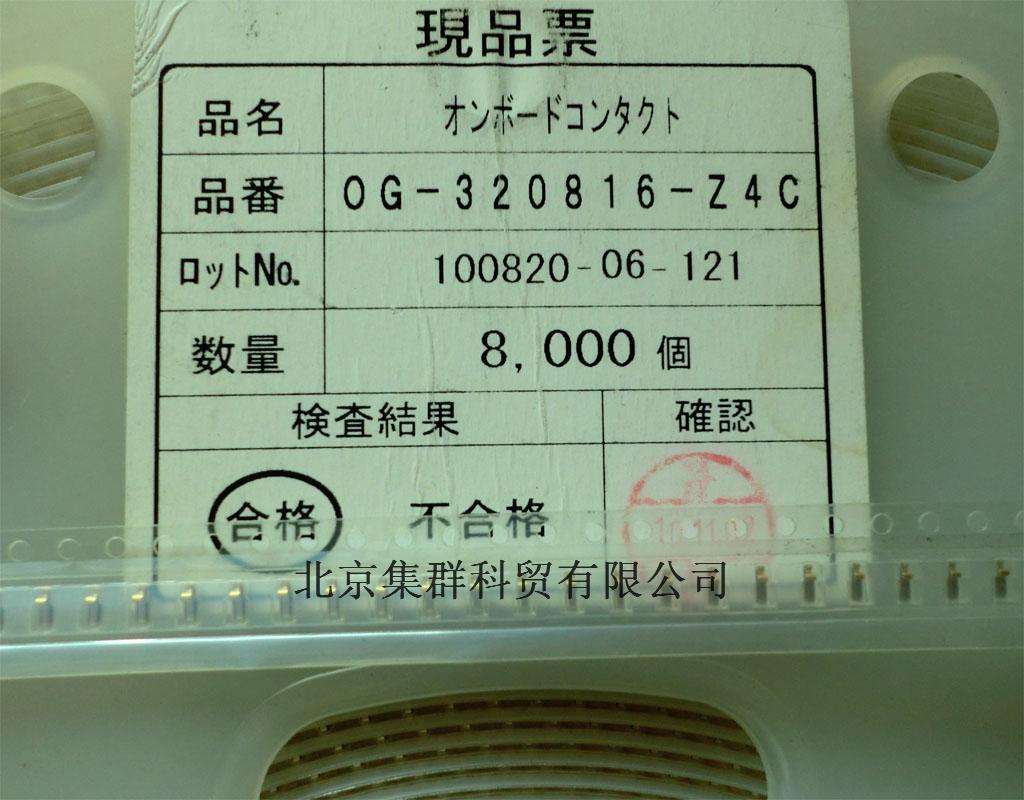 現品票
品名 オンボードコンタクト
品番 OG-320816-Z4C
ロットNo. 100820-06-121
数量 8,000 個
検査結果 確認
合格 不合格
北京集群科贸有限公司